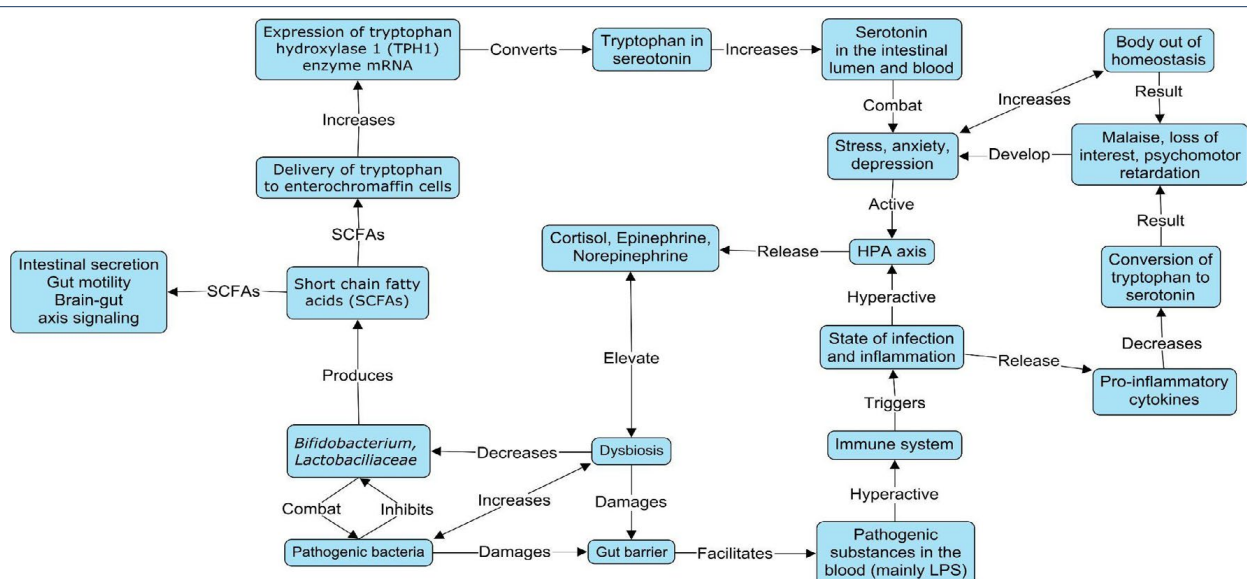 Expression of tryptophan
hydroxylase 1 (TPH1)
enzyme mRNA
Converts
Tryptophan in
sereotonin
Increases
Serotonin
in the intestinal
lumen and blood
Body out of
homeostasis
Increases
Combat
Increases
Result
Delivery of tryptophan
to enterochromaffin cells
Stress, anxiety,
depression
Develop
Malaise, loss of
interest, psychomotor
retardation
SCFAs
Active
Result
Intestinal secretion
Gut motility
Brain-gut
axis signaling
SCFAs
Short chain fatty
acids (SCFAs)
Cortisol, Epinephrine,
Norepinephrine
Release
HPA axis
Conversion of
tryptophan to
serotonin
Produces
Elevate
Hyperactive
Decreases
State of infection
and inflammation
Release
Pro-inflammatory
cytokines
Triggers
Bifidobacterium,
Lactobaciliaceae
Decreases
Dysbiosis
Immune system
Combat
Inhibits
Increases
Damages
Hyperactive
Pathogenic bacteria
Damages
Gut barrier
Facilitates
Pathogenic
substances in the
blood (mainly LPS)